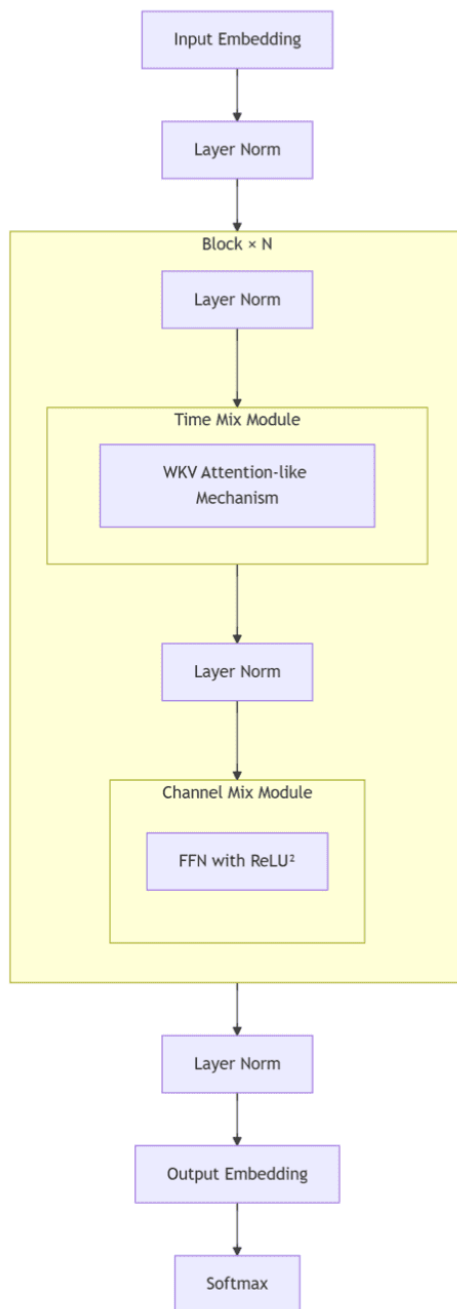 Input Embedding
Layer Norm
Block × N
Layer Norm
Time Mix Module
WKV Attention-like
Mechanism
Layer Norm
Channel Mix Module
FFN with ReLU²
Layer Norm
Output Embedding
Softmax